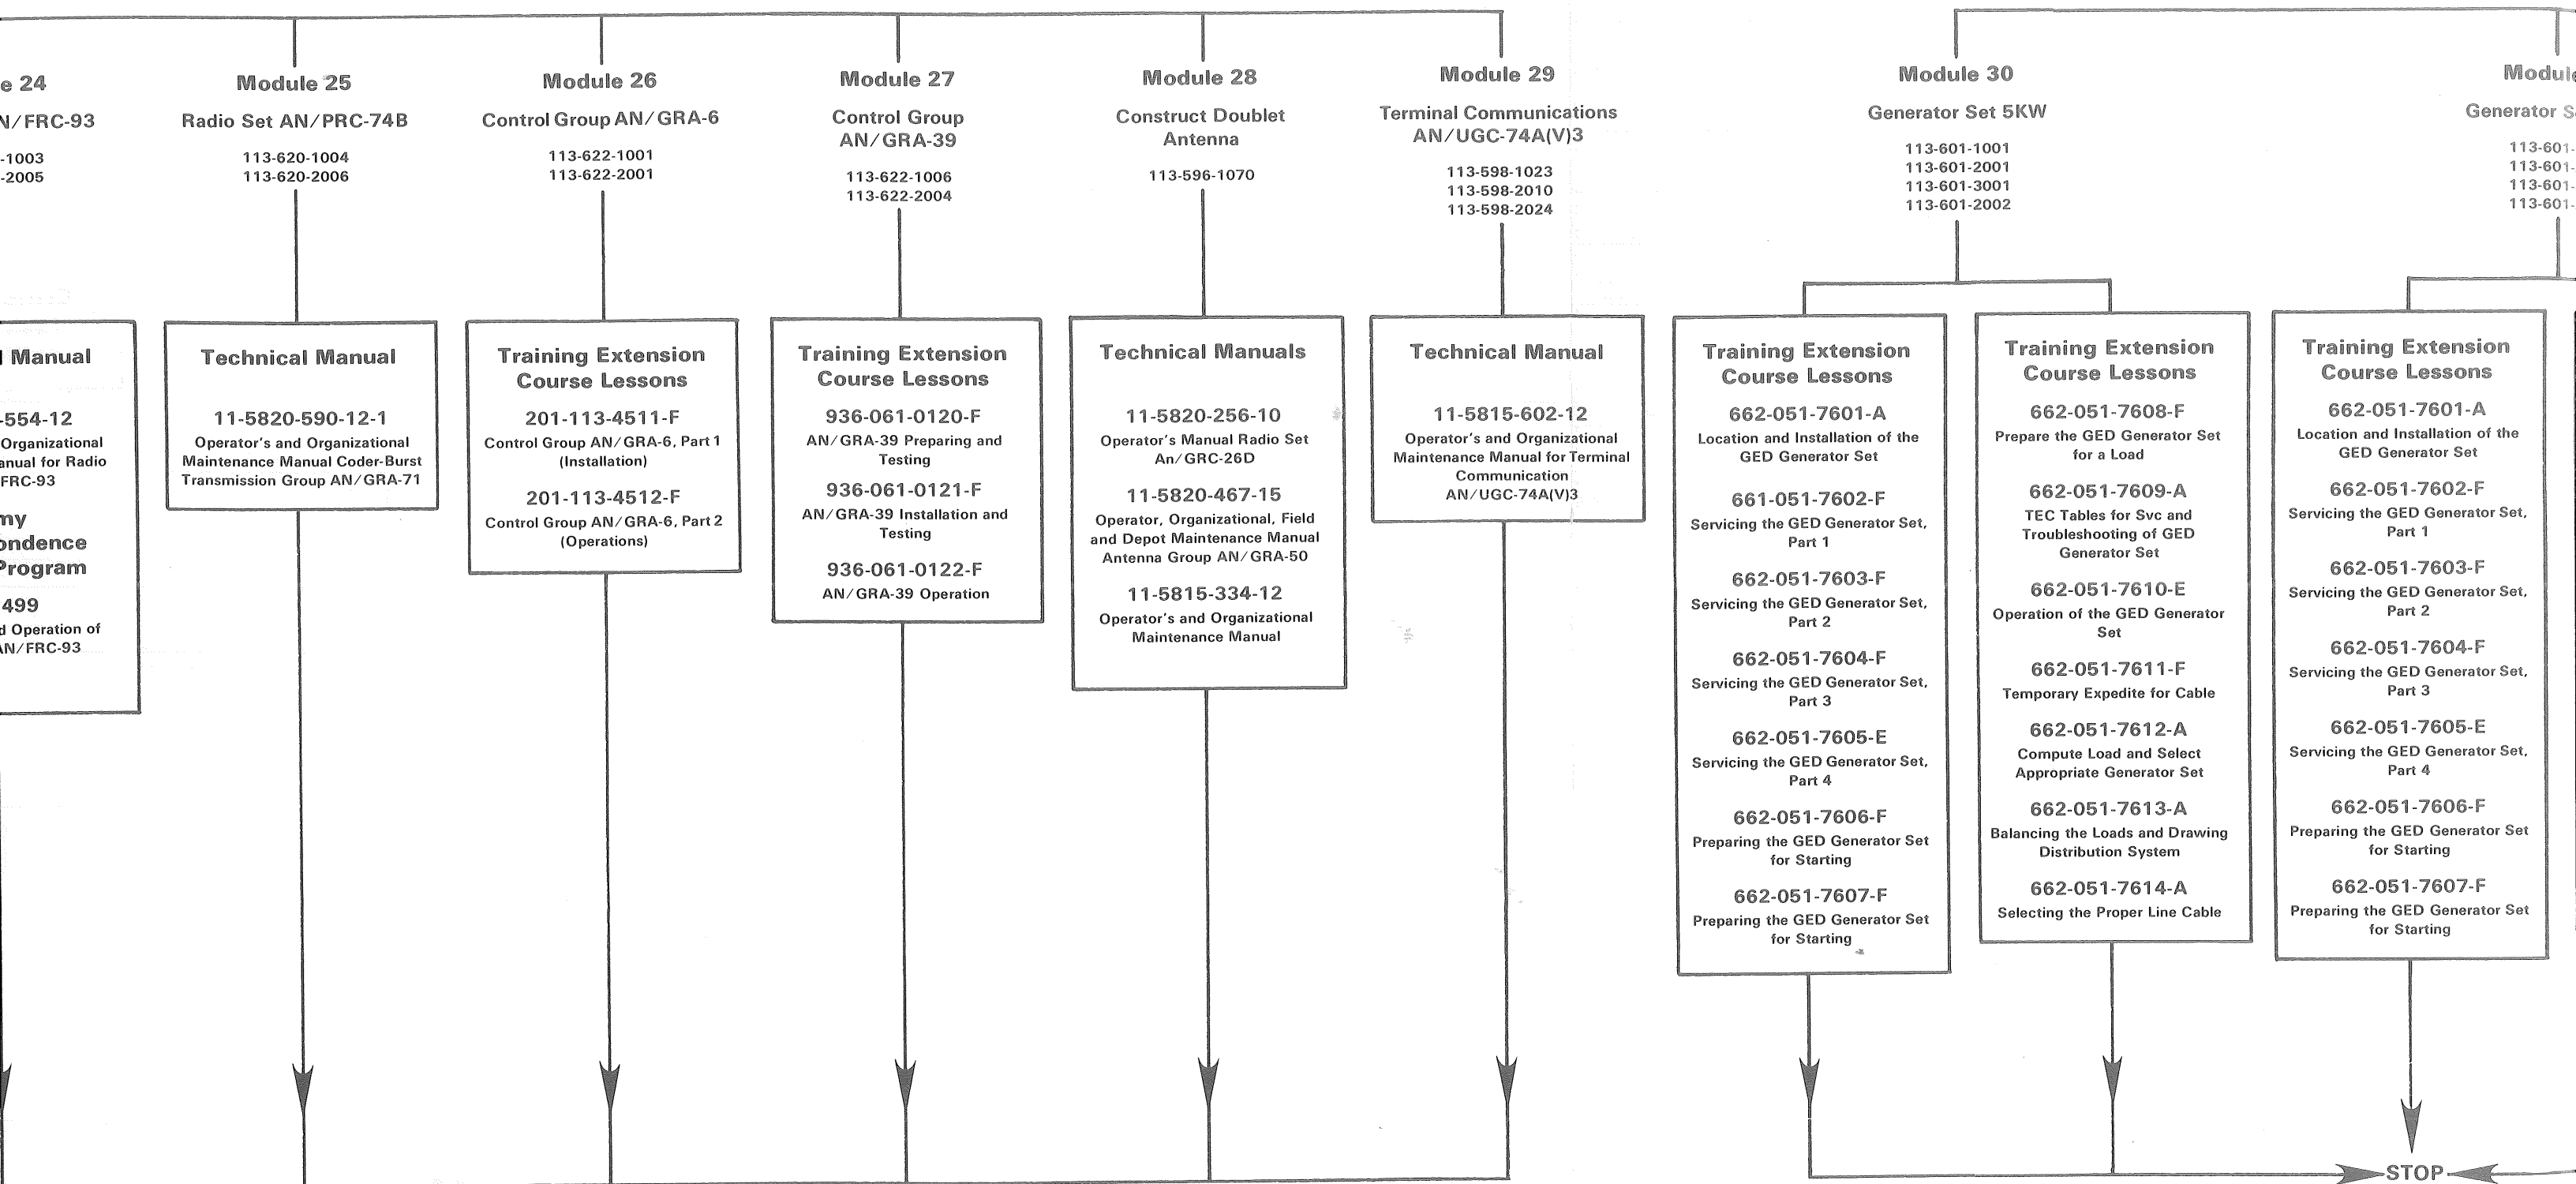 e 24
N/FRC-93
-1003
-2005
l Manual
-554-12
Organizational
anual for Radio
FRC-93
my
ondence
Program
499
d Operation of
AN/FRC-93
Module 25
Radio Set AN/PRC-74B
113-620-1004
113-620-2006
Technical Manual
11-5820-590-12-1
Operator's and Organizational
Maintenance Manual Coder-Burst
Transmission Group AN/GRA-71
Module 26
Control Group AN/GRA-6
113-622-1001
113-622-2001
Training Extension
Course Lessons
201-113-4511-F
Control Group AN/GRA-6, Part 1
(Installation)
201-113-4512-F
Control Group AN/GRA-6, Part 2
(Operations)
Module 27
Control Group
AN/GRA-39
113-622-1006
113-622-2004
Training Extension
Course Lessons
936-061-0120-F
AN/GRA-39 Preparing and
Testing
936-061-0121-F
AN/GRA-39 Installation and
Testing
936-061-0122-F
AN/GRA-39 Operation
Module 28
Construct Doublet
Antenna
113-596-1070
Technical Manuals
11-5820-256-10
Operator's Manual Radio Set
An/GRC-26D
11-5820-467-15
Operator, Organizational, Field
and Depot Maintenance Manual
Antenna Group AN/GRA-50
11-5815-334-12
Operator's and Organizational
Maintenance Manual
Module 29
Terminal Communications
AN/UGC-74A(V)3
113-598-1023
113-598-2010
113-598-2024
Technical Manual
11-5815-602-12
Operator's and Organizational
Maintenance Manual for Terminal
Communication
AN/UGC-74A(V)3
Module 30
Generator Set 5KW
113-601-1001
113-601-2001
113-601-3001
113-601-2002
Training Extension
Course Lessons
662-051-7601-A
Location and Installation of the
GED Generator Set
661-051-7602-F
Servicing the GED Generator Set,
Part 1
662-051-7603-F
Servicing the GED Generator Set,
Part 2
662-051-7604-F
Servicing the GED Generator Set,
Part 3
662-051-7605-E
Servicing the GED Generator Set,
Part 4
662-051-7606-F
Preparing the GED Generator Set
for Starting
662-051-7607-F
Preparing the GED Generator Set
for Starting
Training Extension
Course Lessons
662-051-7608-F
Prepare the GED Generator Set
for a Load
662-051-7609-A
TEC Tables for Svc and
Troubleshooting of GED
Generator Set
662-051-7610-E
Operation of the GED Generator
Set
662-051-7611-F
Temporary Expedite for Cable
662-051-7612-A
Compute Load and Select
Appropriate Generator Set
662-051-7613-A
Balancing the Loads and Drawing
Distribution System
662-051-7614-A
Selecting the Proper Line Cable
Module
Generator S
113-601-
113-601-
113-601-
113-601-
Training Extension
Course Lessons
662-051-7601-A
Location and Installation of the
GED Generator Set
662-051-7602-F
Servicing the GED Generator Set,
Part 1
662-051-7603-F
Servicing the GED Generator Set,
Part 2
662-051-7604-F
Servicing the GED Generator Set,
Part 3
662-051-7605-E
Servicing the GED Generator Set,
Part 4
662-051-7606-F
Preparing the GED Generator Set
for Starting
662-051-7607-F
Preparing the GED Generator Set
for Starting
STOP